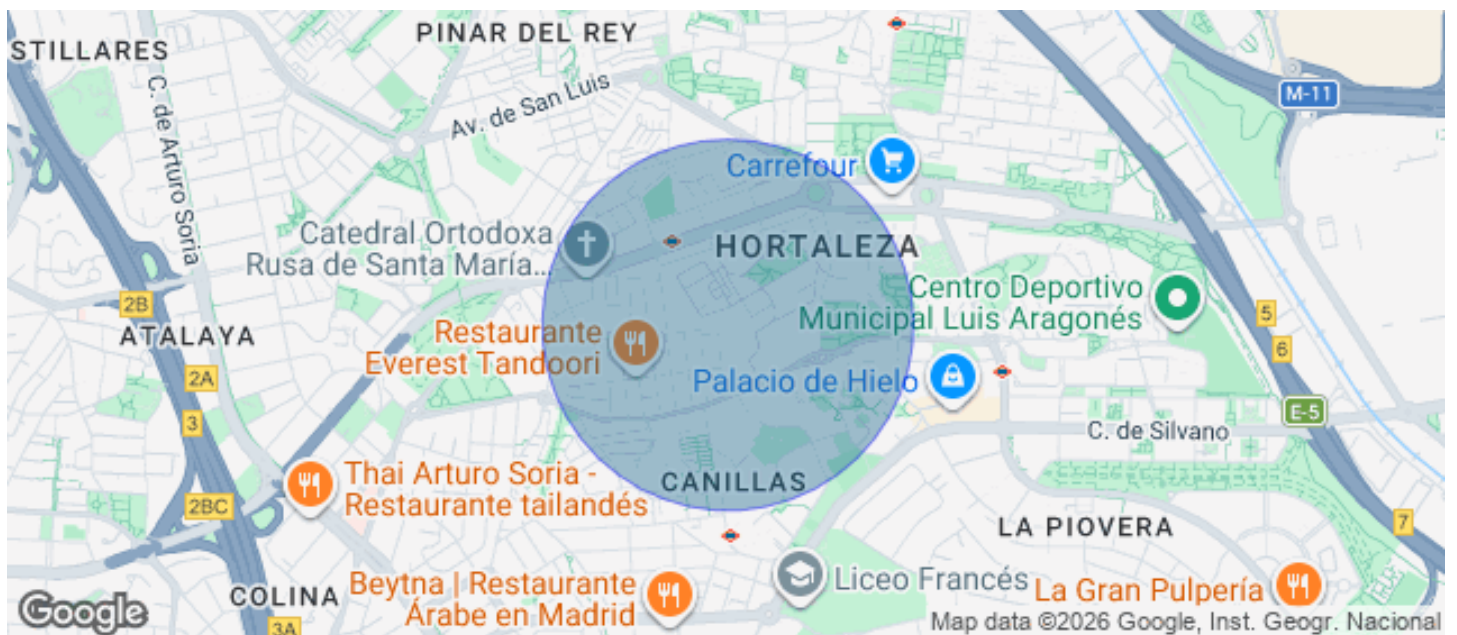 PINAR DEL REY
STILLARES
C. de Arturo Soria
Av. de San Luis
M-11
Carrefour
Catedral Ortodoxa
Rusa de Santa María...
HORTALEZA
Centro Deportivo
Municipal Luis Aragonés
2B
ATALAYA
5
6
Restaurante
Everest Tandoori
2A
3
Palacio de Hielo
E-5
C. de Silvano
Thai Arturo Soria -
Restaurante tailandés
CANILLAS
2BC
LA PIOVERA
7
COLINA
Beytna | Restaurante
Árabe en Madrid
Liceo Francés
La Gran Pulpería
3A
Google
Map data ©2026 Google, Inst. Geogr. Nacional